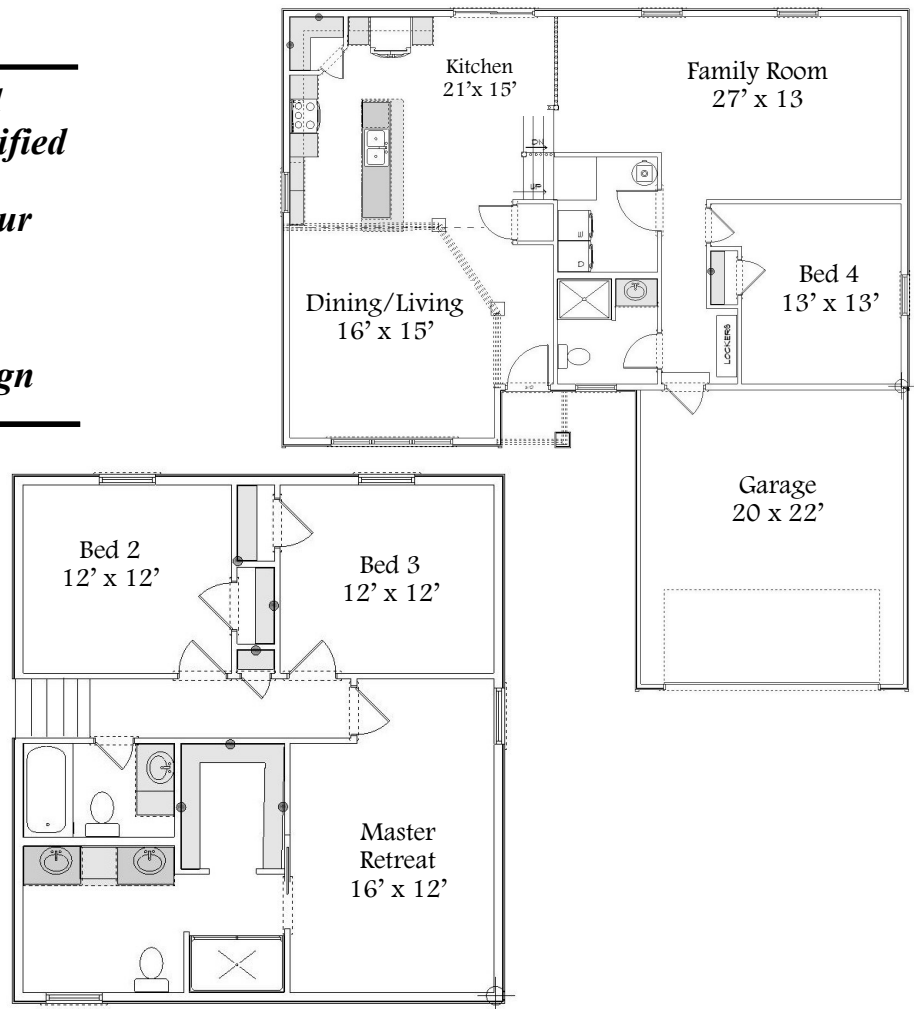 ified
ur
gn
Kitchen
21'x 15'
Family Room
27' x 13
DN
UP
Dining/Living
16' x 15'
Bed 4
13' x 13'
LOCKERS
D
Garage
20 x 22'
Bed 2
12' x 12'
Bed 3
12' x 12'
Master
Retreat
16' x 12'